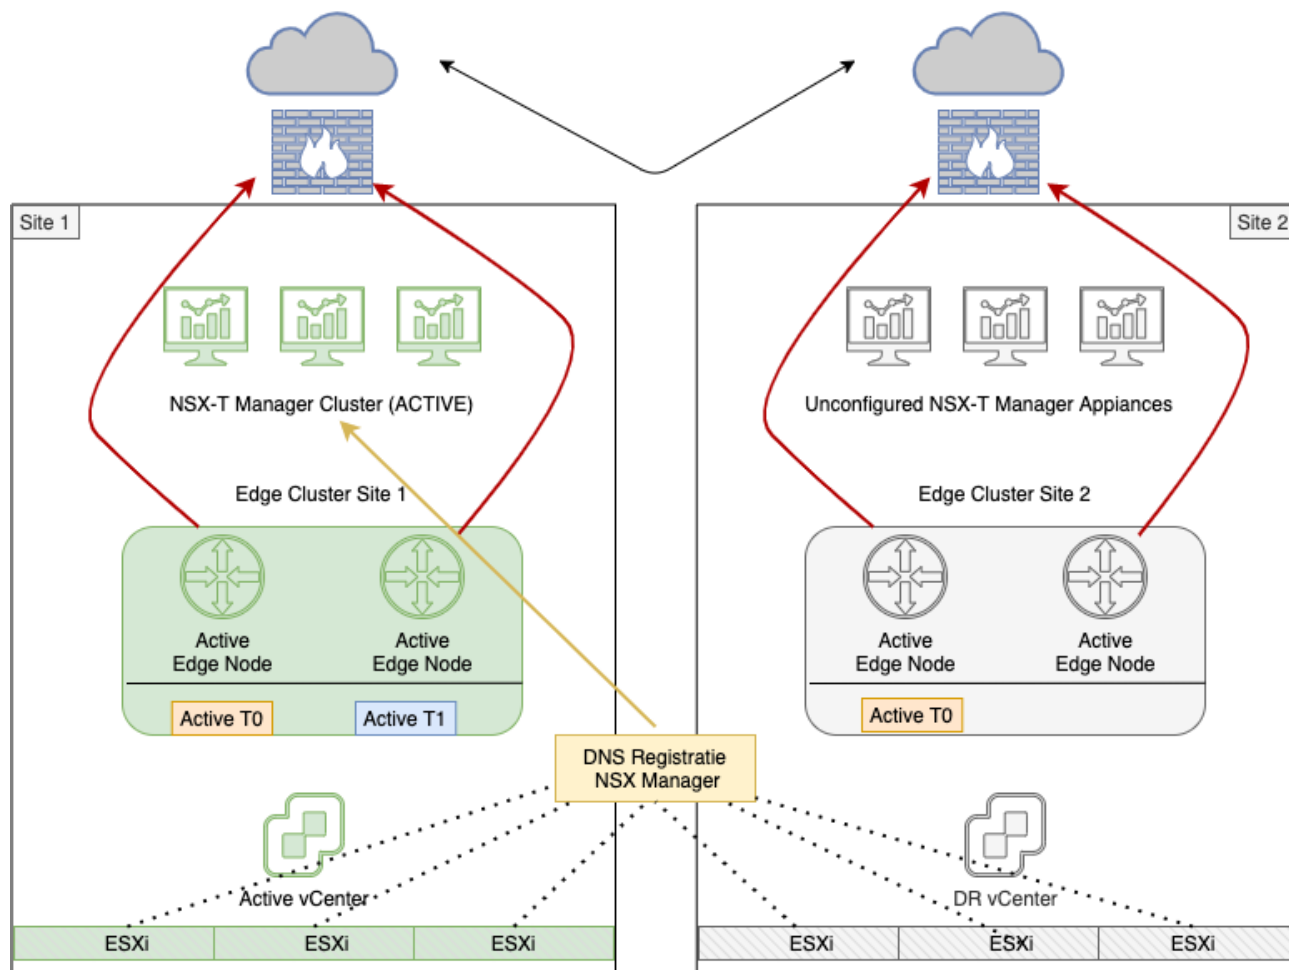 Site 1
Site 2
NSX-T Manager Cluster (ACTIVE)
Unconfigured NSX-T Manager Appiances
Edge Cluster Site 1
Edge Cluster Site 2
Active
Edge Node
Active
Edge Node
Active
Edge Node
Active
Edge Node
Active T0
Active T1
Active T0
DNS Registratie
NSX Manager
Active vCenter
DR vCenter
ESXi
ESXi
ESXi
ESXi
ESXi
ESXi